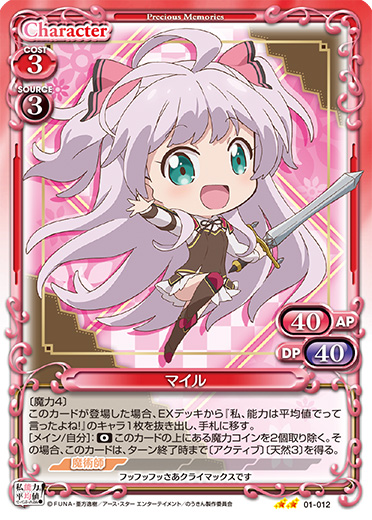 Precious Memories
Character
COST
3
SOURCE
3
40 AP
DP 40
マイル
〔魔力4〕
このカードが登場した場合、EXデッキから『私、能力は平均値でって
言ったよね!』のキャラ1枚を抜き出し、手札に移す。
[メイン/自分]:このカードの上にある魔力コインを2個取り除く。そ
の場合、このカードは、ターン終了時まで[アクティブ][天然3]を得る。
魔術師
フッフッフッさあクライマックスです
私能力
平均値
©FUNA・亜方逸樹/アース・スター エンターテイメント/のうきん製作委員会
01-012